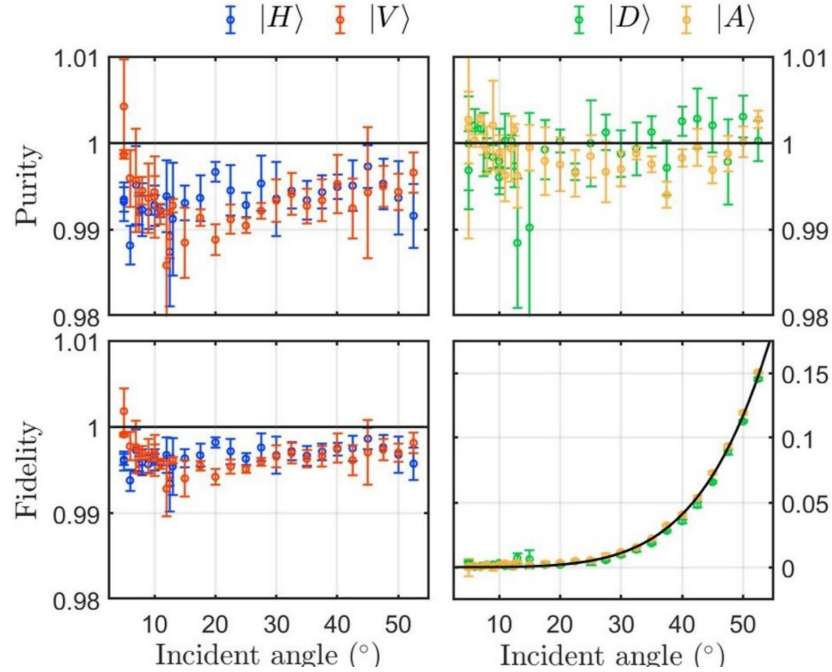 |H⟩ |V⟩ |D⟩ |A⟩
1.01 1.01
Purity
1 1
0.99 0.99
0.98 0.98
1.01
Fidelity
1
0.99
0.98
0.15
0.1
0.05
0
10 20 30 40 50 10 20 30 40 50
Incident angle (°) Incident angle (°)